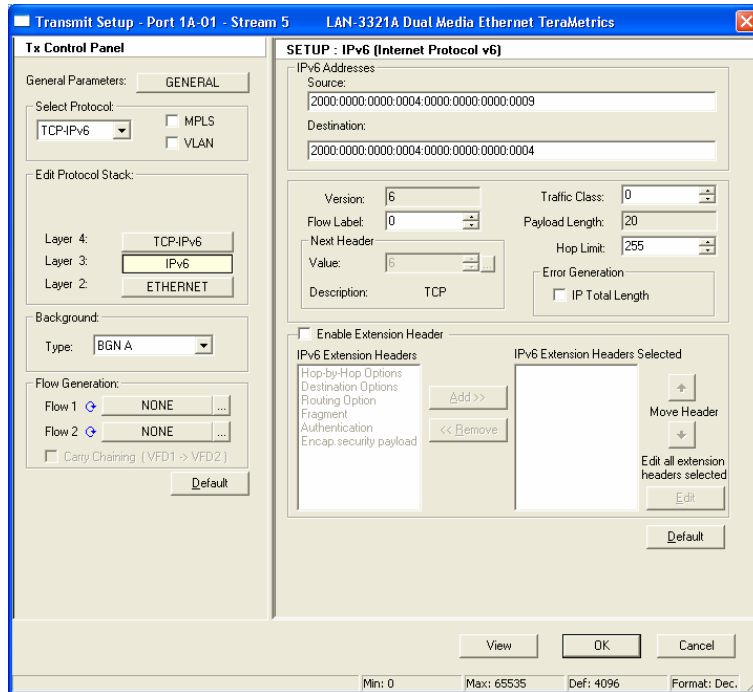 Transmit Setup - Port 1A-01 - Stream 5 LAN-3321A Dual Media Ethernet TeraMetrics
Tx Control Panel
General Parameters: GENERAL
Select Protocol:
TCP-IPv6
MPLS
VLAN
Edit Protocol Stack:
Layer 4: TCP-IPv6
Layer 3: IPv6
Layer 2: ETHERNET
Background:
Type: BGN A
Flow Generation:
Flow 1 NONE ...
Flow 2 NONE ...
Carry Chaining ( VFD1 -> VFD2 )
Default
SETUP : IPv6 (Internet Protocol v6)
IPv6 Addresses
Source:
2000:0000:0000:0004:0000:0000:0000:0009
Destination:
2000:0000:0000:0004:0000:0000:0000:0004
Version: 6 Traffic Class: 0
Flow Label: 0 Payload Length: 20
Next Header Hop Limit: 255
Value: 6 ... Error Generation
Description: TCP IP Total Length
Enable Extension Header
IPv6 Extension Headers IPv6 Extension Headers Selected
Hop-by-Hop Options
Destination Options
Routing Option
Fragment
Authentication
Encap.security payload
Add >>
<< Remove
Move Header
Edit all extension
headers selected
Edit
Default
View OK Cancel
Min: 0 Max: 65535 Def: 4096 Format: Dec.